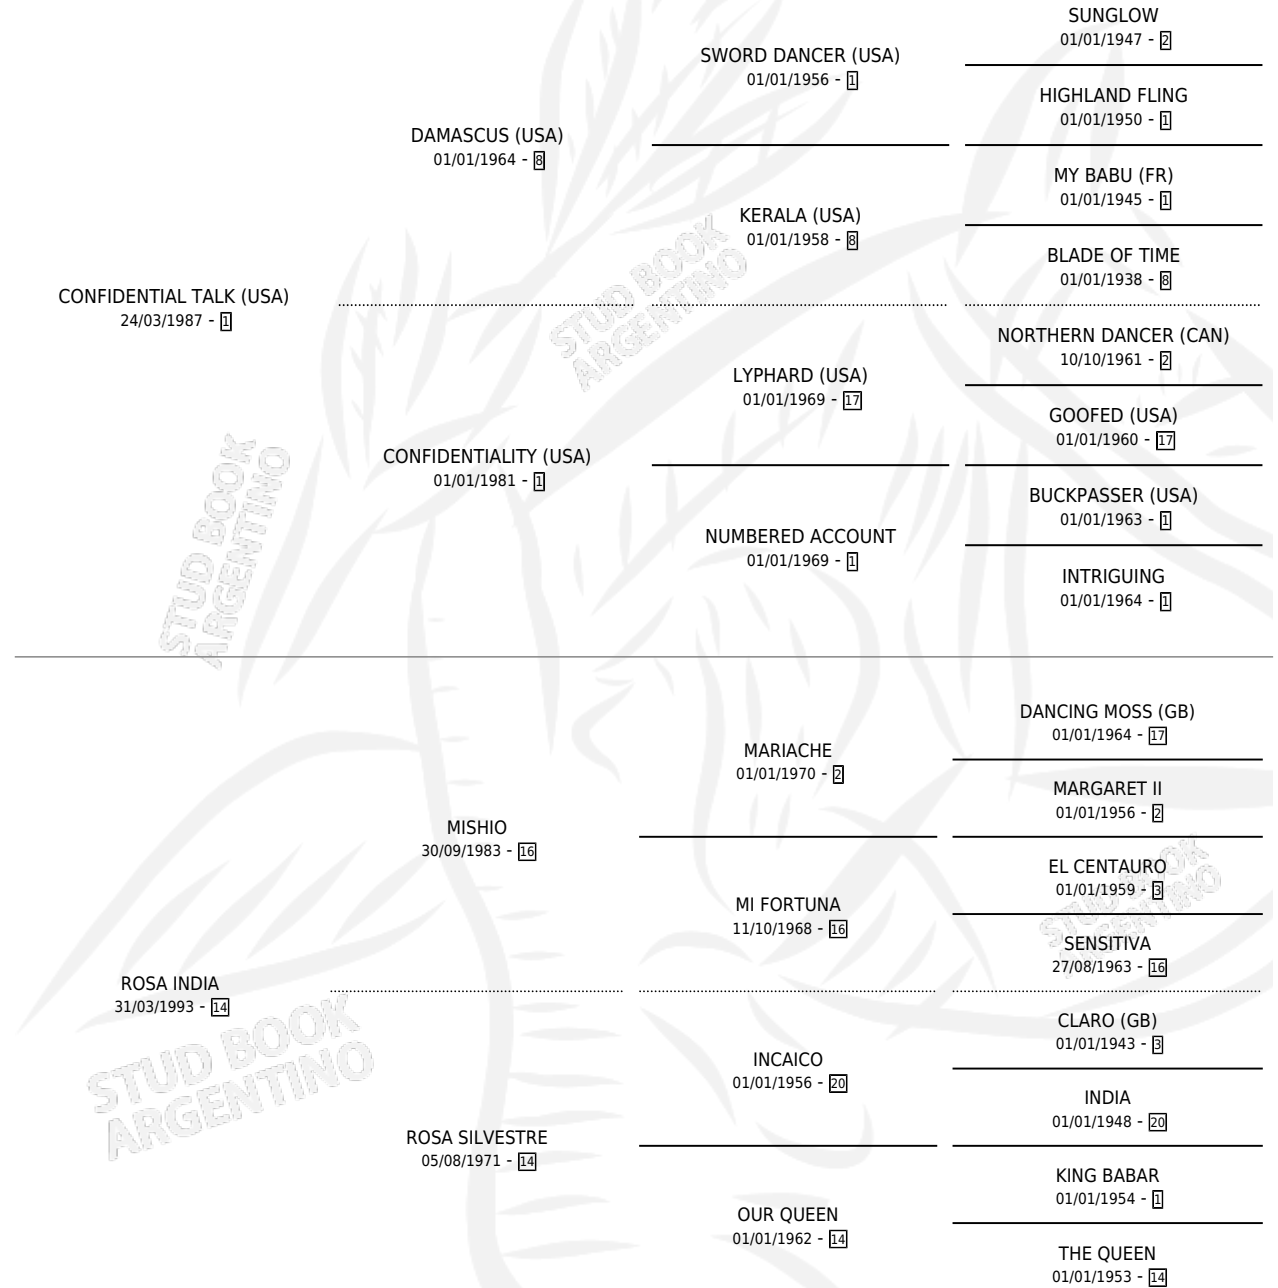 SUNGLOW
01/01/1947 - 2
SWORD DANCER (USA)
01/01/1956 - 1
HIGHLAND FLING
01/01/1950 - 1
DAMASCUS (USA)
01/01/1964 - 8
MY BABU (FR)
01/01/1945 - 1
KERALA (USA)
01/01/1958 - 8
BLADE OF TIME
01/01/1938 - 8
CONFIDENTIAL TALK (USA)
24/03/1987 - 1
STUD BOOK
ARGENTINO
NORTHERN DANCER (CAN)
10/10/1961 - 2
LYPHARD (USA)
01/01/1969 - 17
GOOFED (USA)
01/01/1960 - 17
CONFIDENTIALITY (USA)
01/01/1981 - 1
BUCKPASSER (USA)
01/01/1963 - 1
NUMBERED ACCOUNT
01/01/1969 - 1
INTRIGUING
01/01/1964 - 1
STUD BOOK
ARGENTINO
DANCING MOSS (GB)
01/01/1964 - 17
MARIACHE
01/01/1970 - 2
MARGARET II
01/01/1956 - 2
MISHIO
30/09/1983 - 16
EL CENTAURO
01/01/1959 - 3
MI FORTUNA
11/10/1968 - 16
SENSITIVA
27/08/1963 - 16
STUD BOOK
ARGENTINO
ROSA INDIA
31/03/1993 - 14
CLARO (GB)
01/01/1943 - 3
INCAICO
01/01/1956 - 20
INDIA
01/01/1948 - 20
STUD BOOK
ARGENTINO
ROSA SILVESTRE
05/08/1971 - 14
KING BABAR
01/01/1954 - 1
OUR QUEEN
01/01/1962 - 14
THE QUEEN
01/01/1953 - 14